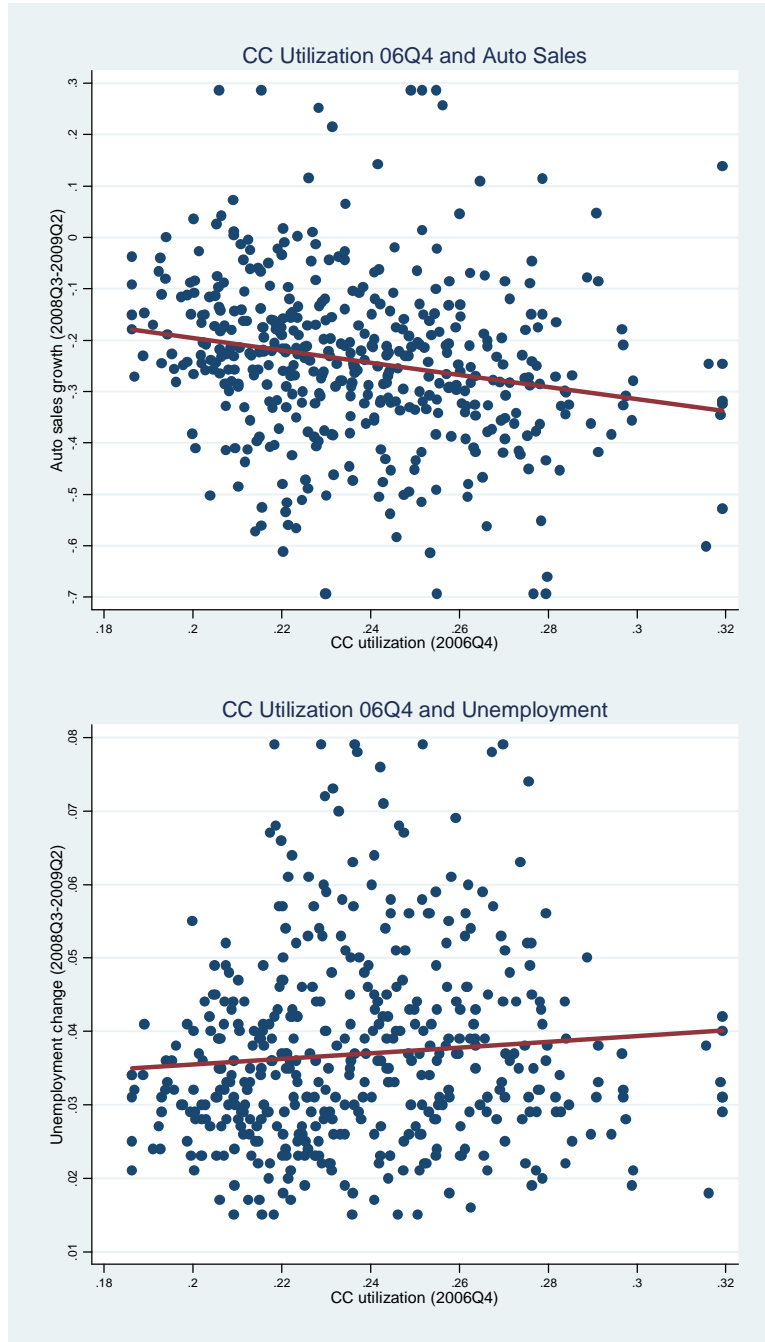 CC Utilization 06Q4 and Auto Sales
Auto sales growth (2008Q3-2009Q2)
.3
.2
.1
0
-.1
-.2
-.3
-.4
-.5
-.6
-.7
.18 .2 .22 .24 .26 .28 .3 .32
CC utilization (2006Q4)
CC Utilization 06Q4 and Unemployment
Unemployment change (2008Q3-2009Q2)
.08
.07
.06
.05
.04
.03
.02
.01
.18 .2 .22 .24 .26 .28 .3 .32
CC utilization (2006Q4)